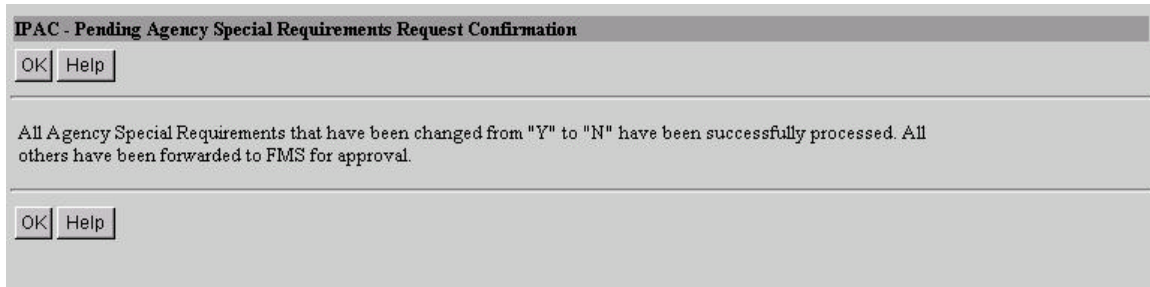 IPAC - Pending Agency Special Requirements Request Confirmation
OK Help
All Agency Special Requirements that have been changed from "Y" to "N" have been successfully processed. All
others have been forwarded to FMS for approval.
OK Help